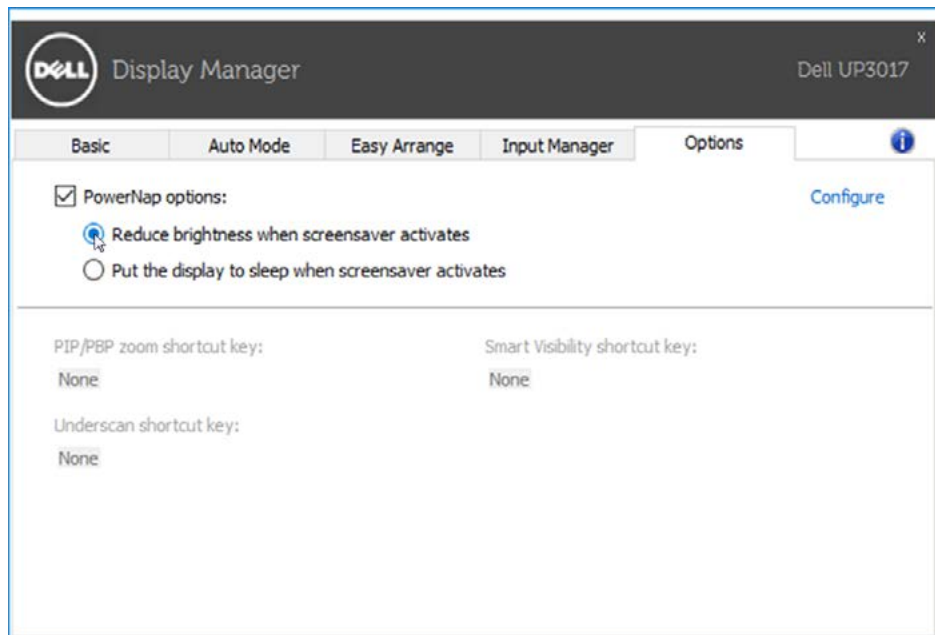 x
DELL Display Manager Dell UP3017
Basic Auto Mode Easy Arrange Input Manager Options i
PowerNap options: Configure
Reduce brightness when screensaver activates
Put the display to sleep when screensaver activates
PIP/PBP zoom shortcut key: Smart Visibility shortcut key:
None None
Underscan shortcut key:
None